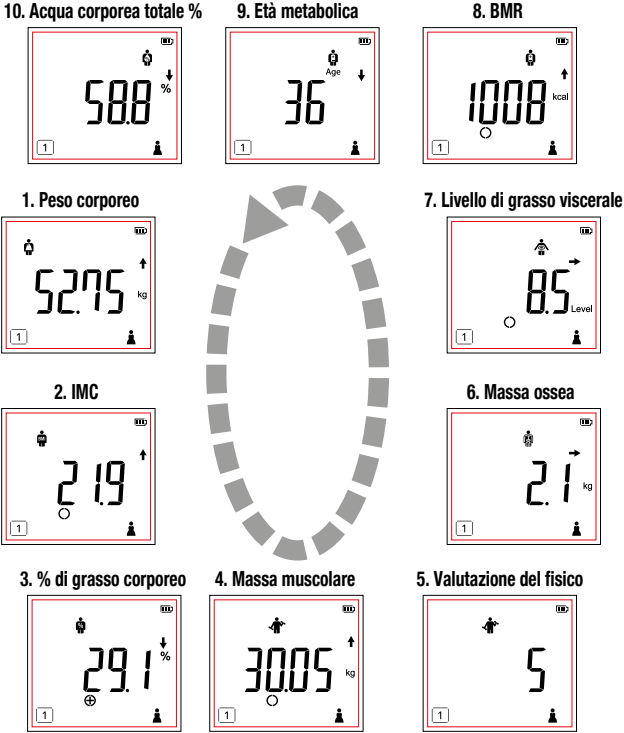 10. Acqua corporea totale %
58.8
%
1
9. Età metabolica
Age
36
1
8. BMR
1008
kcal
1
1. Peso corporeo
52.75
kg
1
7. Livello di grasso viscerale
8.5
Level
1
2. IMC
BMI
21.9
1
6. Massa ossea
2.1
kg
1
3. % di grasso corporeo
%
29.1
%
1
4. Massa muscolare
30.05
kg
1
5. Valutazione del fisico
5
1